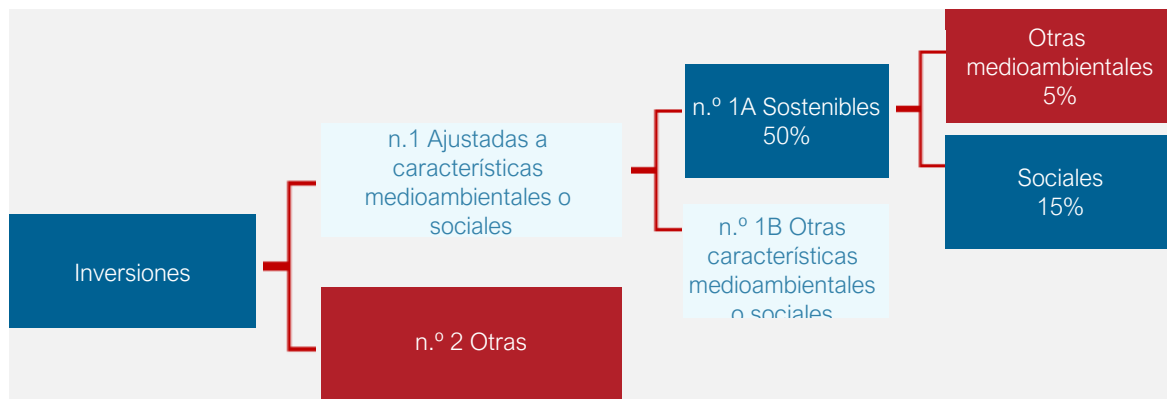 Inversiones
n.1 Ajustadas a
características
medioambientales o
sociales
n.º 2 Otras
n.º 1A Sostenibles
50%
n.º 1B Otras
características
medioambientales
o sociales
Otras
medioambientales
5%
Sociales
15%